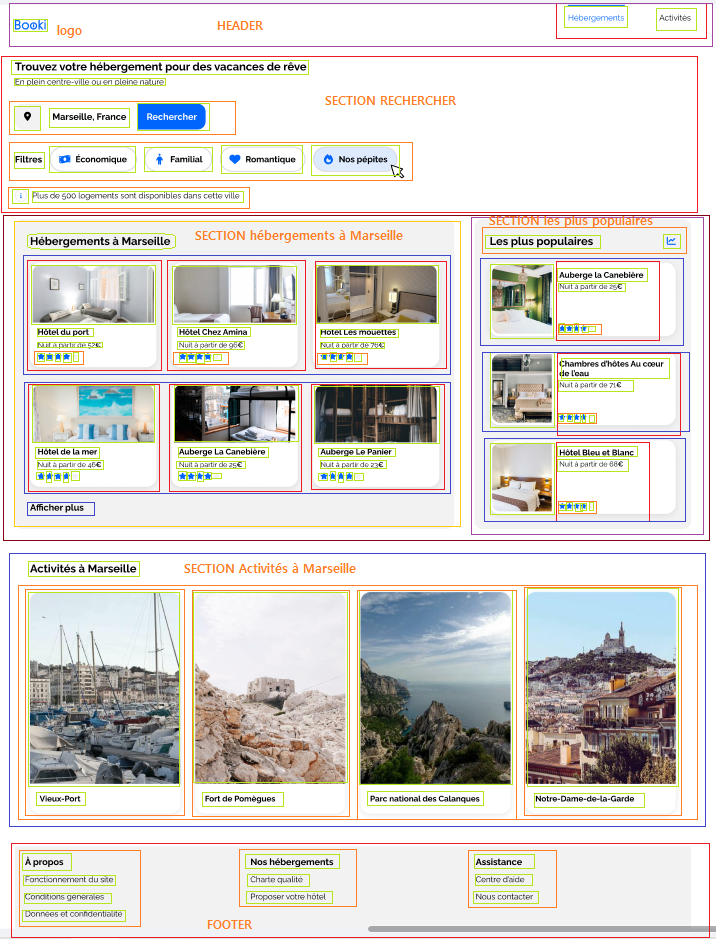 Booki
logo
HEADER
Hébergements
Activités
Trouvez votre hébergement pour des vacances de rêve
En plein centre-ville ou en pleine nature
SECTION RECHERCHER
Marseille, France
Rechercher
Filtres
Économique
Familial
Romantique
Nos pépites
Plus de 500 logements sont disponibles dans cette ville
Hébergements à Marseille
SECTION hébergements à Marseille
Hôtel du port
Nuit à partir de 52€
Hôtel Chez Amina
Nuit à partir de 96€
Hôtel Les mouettes
Nuit à partir de 76€
Hôtel de la mer
Nuit à partir de 46€
Auberge La Canebière
Nuit à partir de 25€
Auberge Le Panier
Nuit à partir de 23€
Afficher plus
SECTION les plus populaires
Les plus populaires
Auberge la Canebière
Nuit à partir de 25€
Chambres d'hôtes Au cœur
de l'eau
Nuit à partir de 71€
Hôtel Bleu et Blanc
Nuit à partir de 68€
Activités à Marseille
SECTION Activités à Marseille
Vieux-Port
Fort de Pomègues
Parc national des Calanques
Notre-Dame-de-la-Garde
À propos
Fonctionnement du site
Conditions générales
Données et confidentialité
Nos hébergements
Charte qualité
Proposer votre hôtel
Assistance
Centre d'aide
Nous contacter
FOOTER